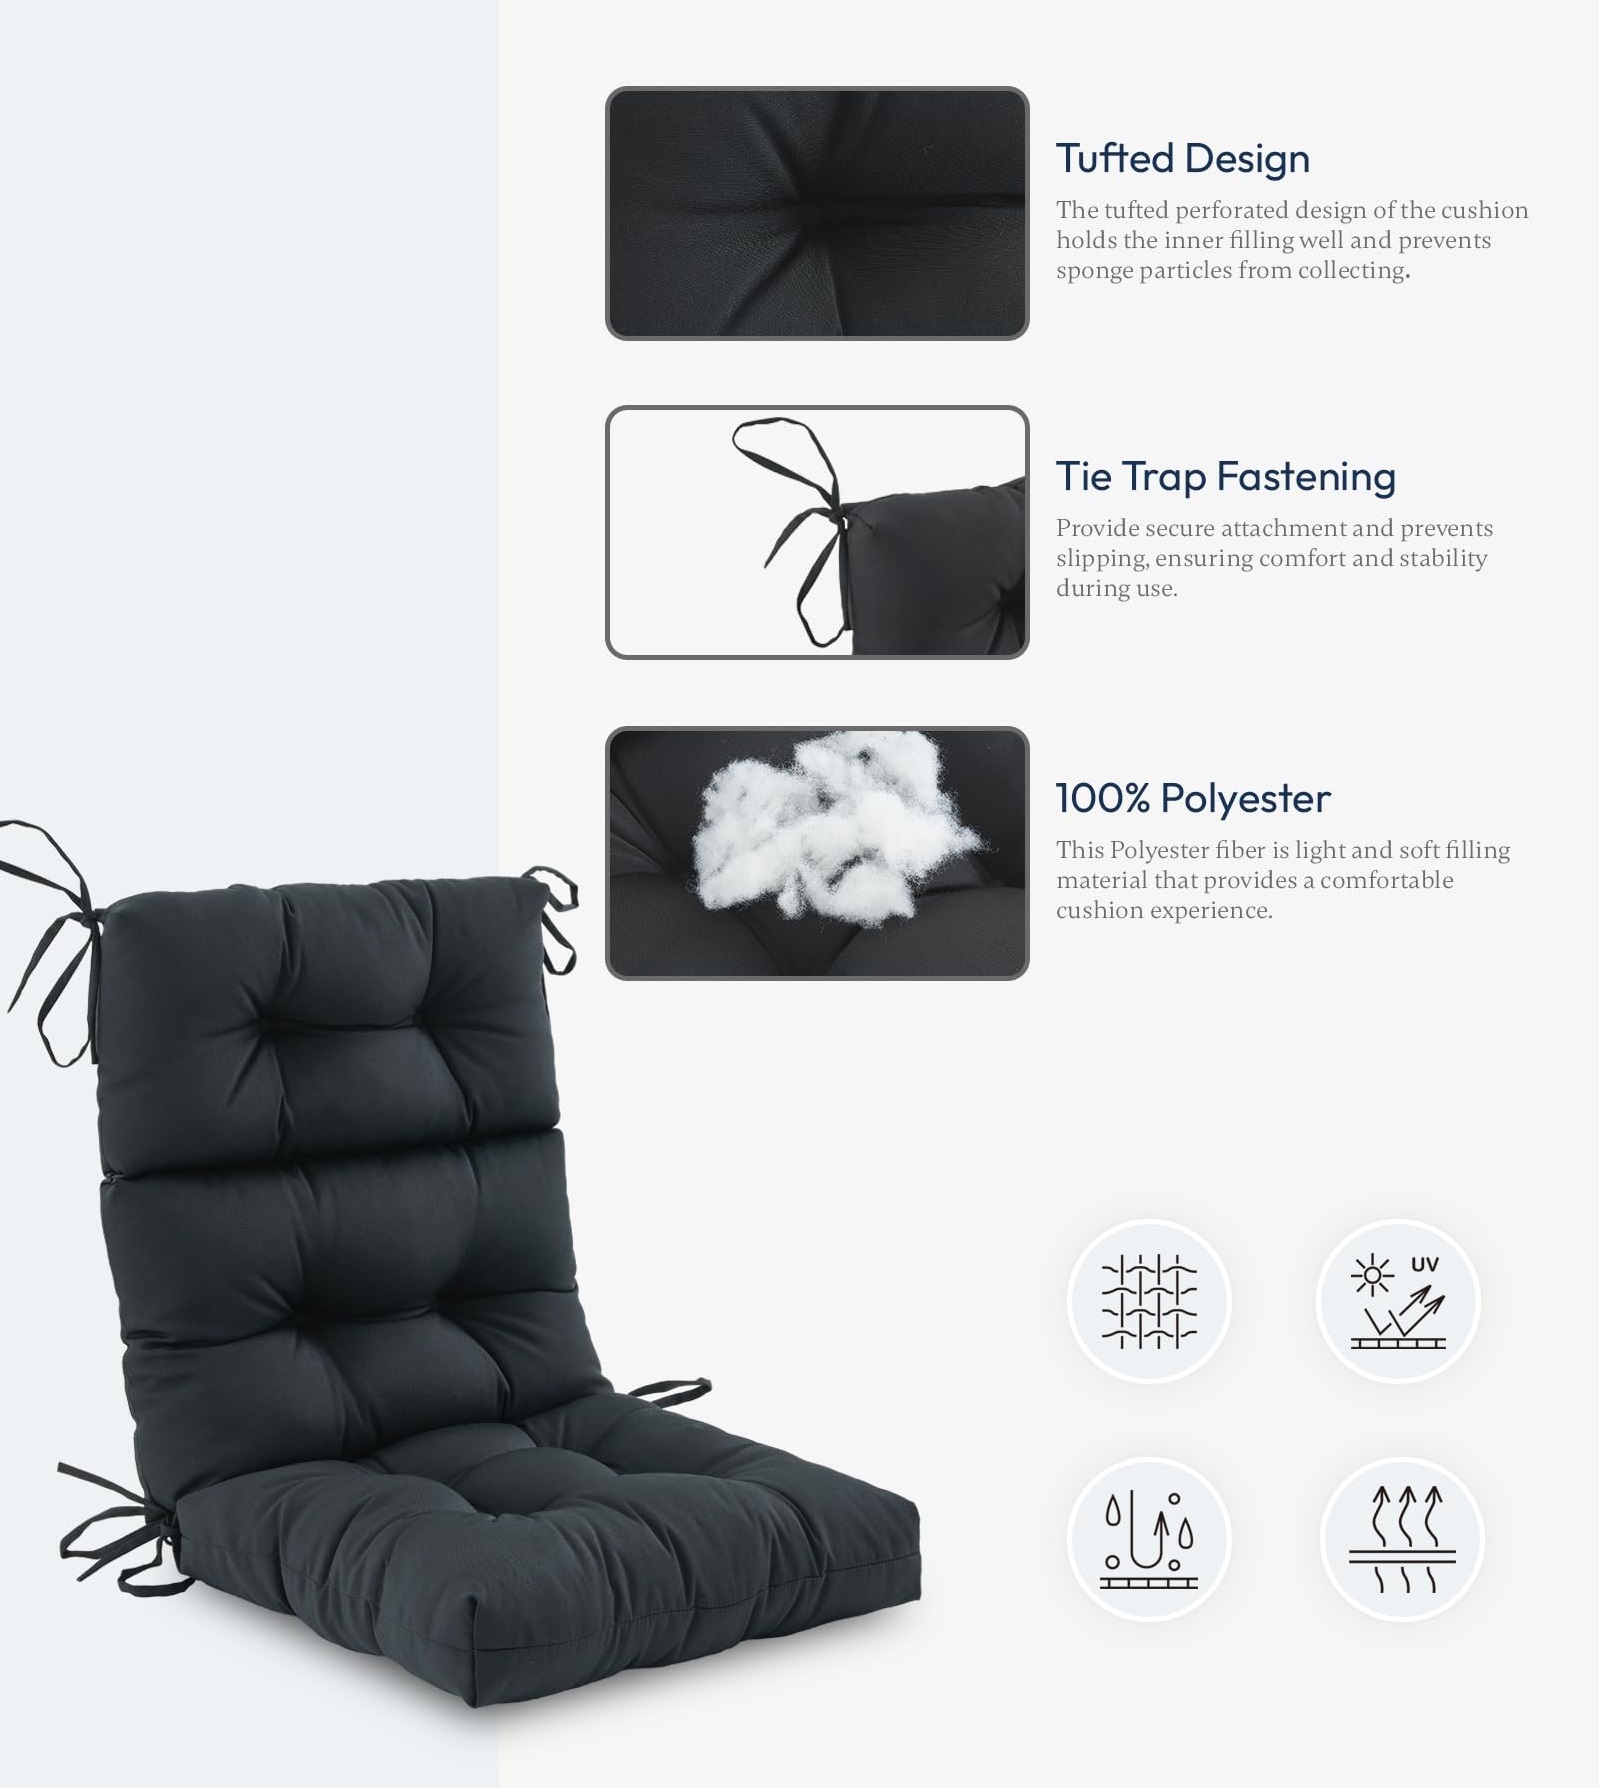 Tufted Design
The tufted perforated design of the cushion
holds the inner filling well and prevents
sponge particles from collecting.
Tie Trap Fastening
Provide secure attachment and prevents
slipping, ensuring comfort and stability
during use.
100% Polyester
This Polyester fiber is light and soft filling
material that provides a comfortable
cushion experience.
UV